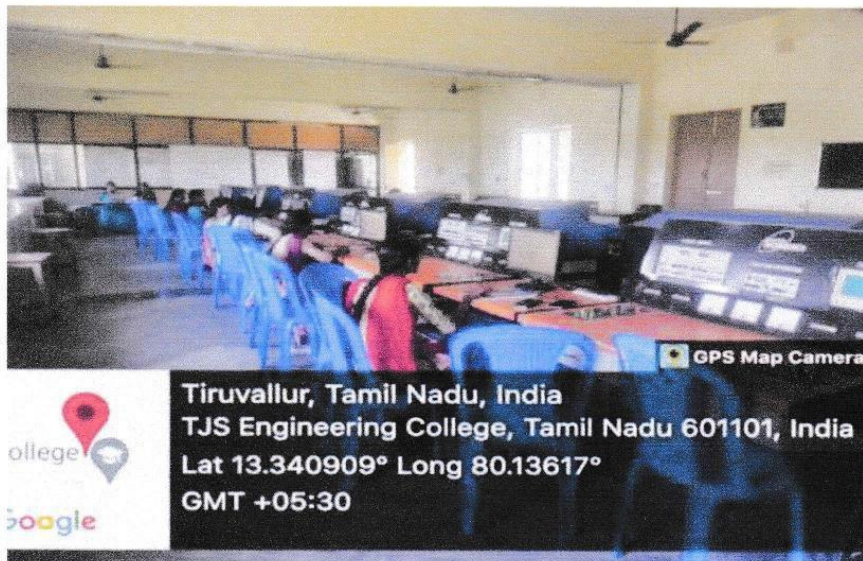 GPS Map Camera
Tiruvallur, Tamil Nadu, India
TJS Engineering College, Tamil Nadu 601101, India
Lat 13.340909° Long 80.13617°
GMT +05:30
ollege
Google